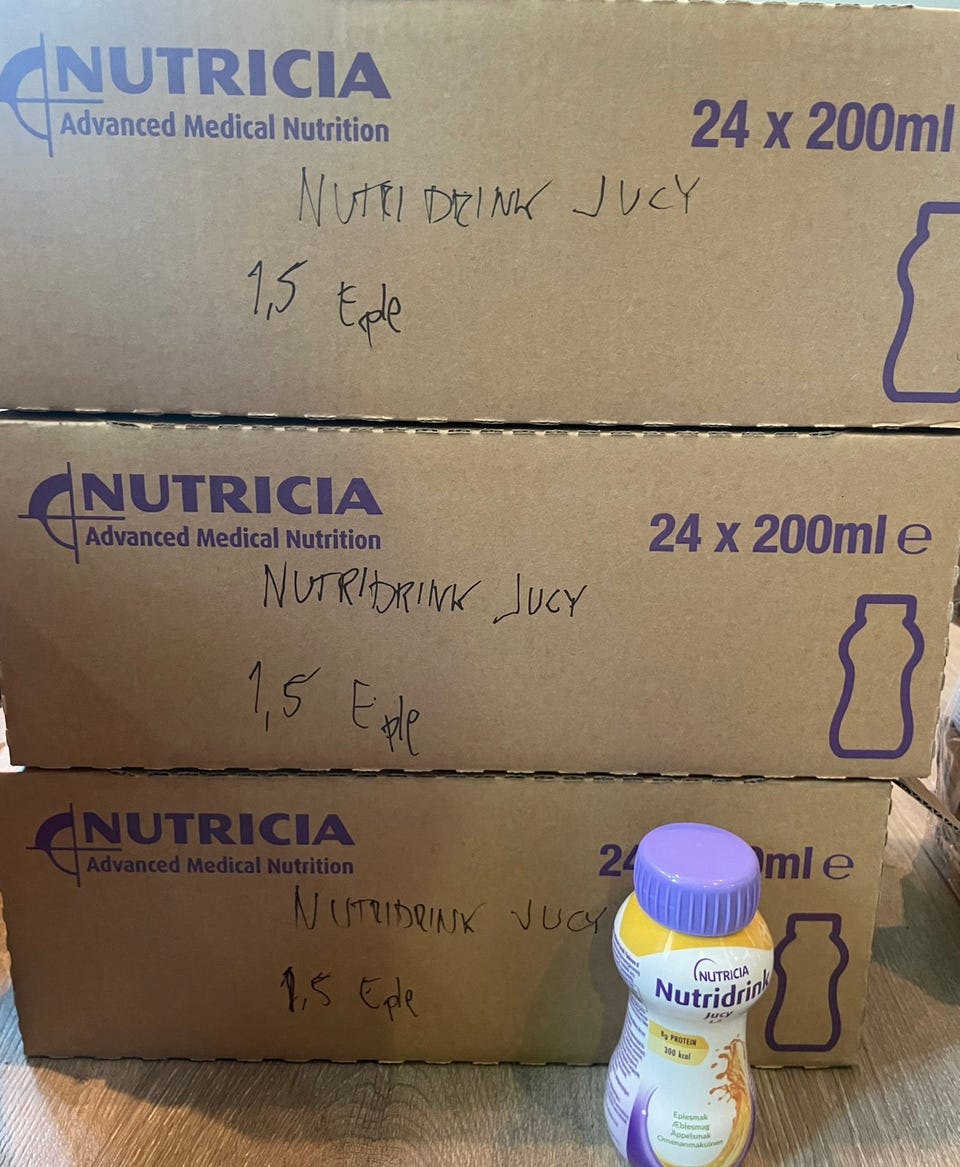 NUTRICIA
Advanced Medical Nutrition
24 x 200ml
NUTRIDRINK JUCY
1,5 Eple
NUTRICIA
Advanced Medical Nutrition
24 x 200ml e
NUTRIDRINK JUCY
1,5 Eple
NUTRICIA
Advanced Medical Nutrition
24 ml e
NUTRIDRINK JUCY
1,5 Eple
NUTRICIA
Nutridrink
Jucy
8g PROTEIN
300 kcal
Eplesmak
Æblesmag
Äppelsmak
Omenanmakuinen